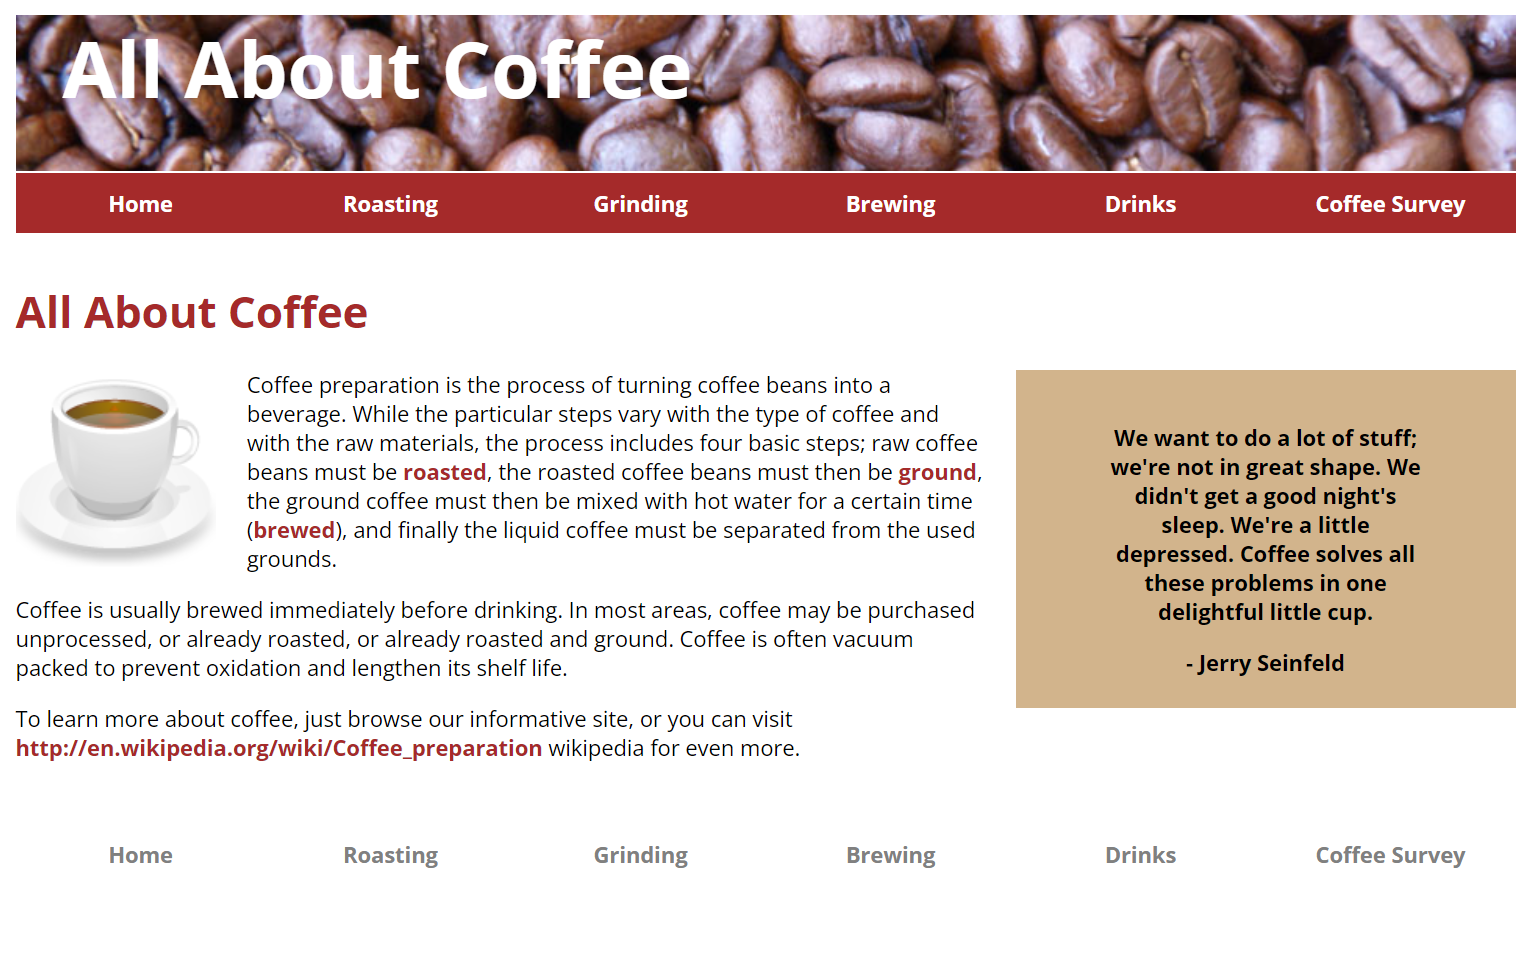 All About Coffee
Home Roasting Grinding Brewing Drinks Coffee Survey
All About Coffee
Coffee preparation is the process of turning coffee beans into a
beverage. While the particular steps vary with the type of coffee and
with the raw materials, the process includes four basic steps; raw coffee
beans must be roasted, the roasted coffee beans must then be ground,
the ground coffee must then be mixed with hot water for a certain time
(brewed), and finally the liquid coffee must be separated from the used
grounds.
Coffee is usually brewed immediately before drinking. In most areas, coffee may be purchased
unprocessed, or already roasted, or already roasted and ground. Coffee is often vacuum
packed to prevent oxidation and lengthen its shelf life.
To learn more about coffee, just browse our informative site, or you can visit
http://en.wikipedia.org/wiki/Coffee_preparation wikipedia for even more.
We want to do a lot of stuff;
we're not in great shape. We
didn't get a good night's
sleep. We're a little
depressed. Coffee solves all
these problems in one
delightful little cup.
- Jerry Seinfeld
Home Roasting Grinding Brewing Drinks Coffee Survey